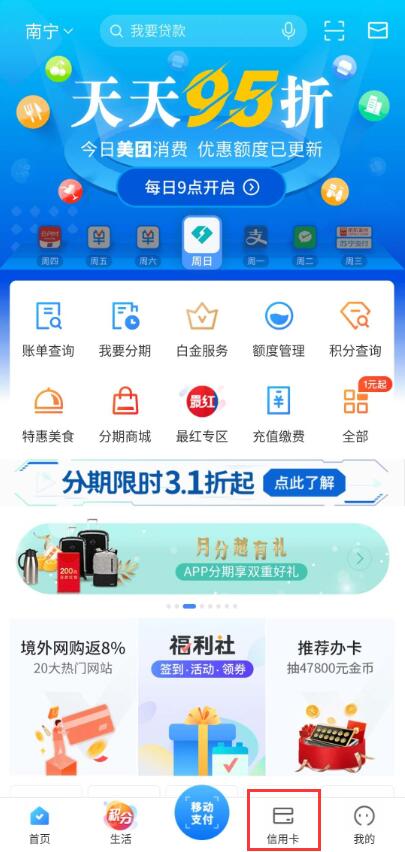 南宁
我要贷款
天天95折
今日美团消费 优惠额度已更新
每日9点开启
周四
周五
周六
周日
周一
周二
周三
账单查询
我要分期
白金服务
额度管理
积分查询
1元起
最红
特惠美食
分期商城
最红专区
充值缴费
全部
分期限时3.1折起
点此了解
月月分越有礼
APP分期享双重好礼
200
境外网购返8%
20大热门网站
福利社
签到·活动·领券
推荐办卡
抽47800元金币
首页
积分
生活
移动
支付
信用卡
我的